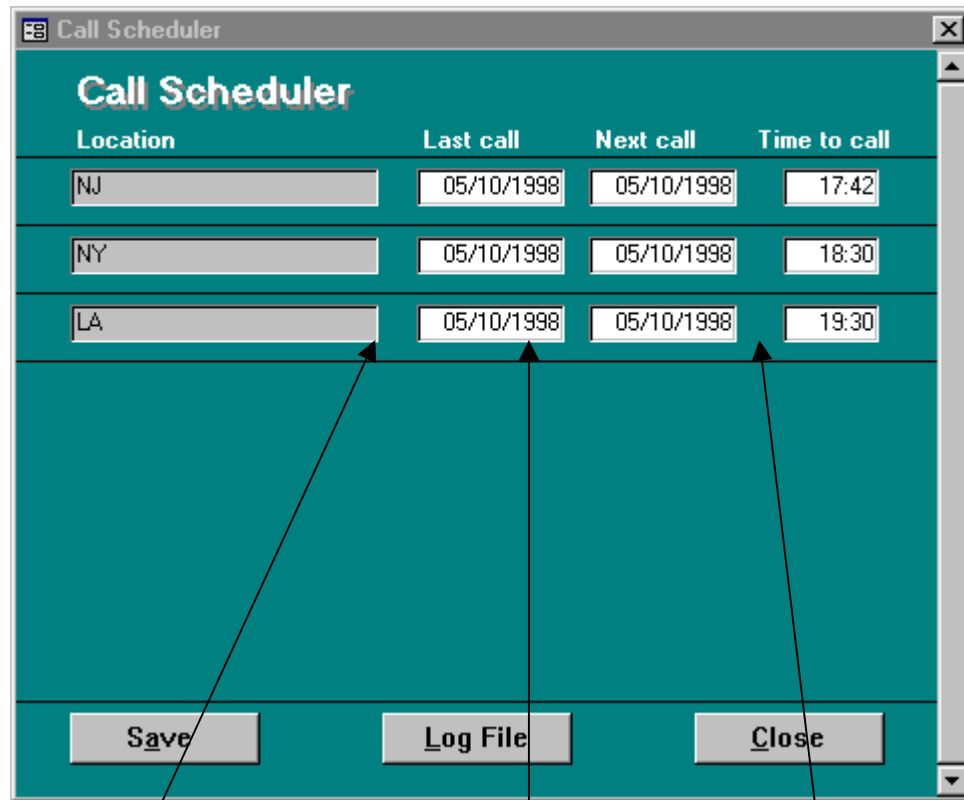 Call Scheduler
Call Scheduler
Location Last call Next call Time to call
NJ 05/10/1998 05/10/1998 17:42
NY 05/10/1998 05/10/1998 18:30
LA 05/10/1998 05/10/1998 19:30
Save Log File Close